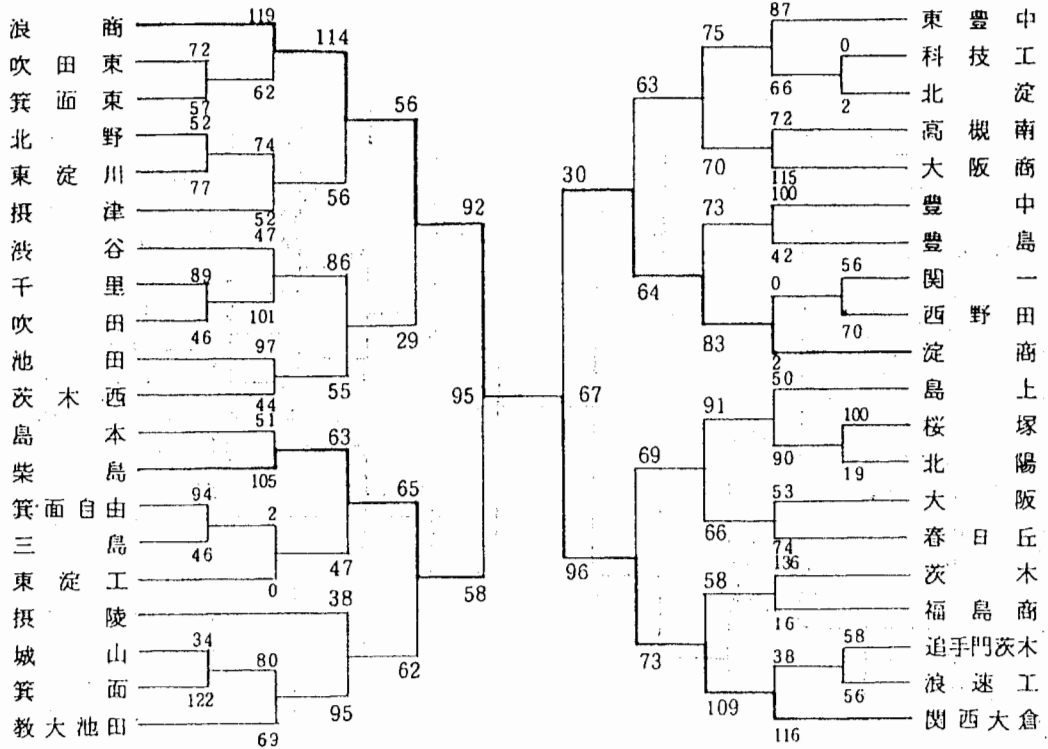 浪商
吹田東
箕面東
北野
東淀川
摂津
渋谷
千里
吹田
池田
茨木西
島本
柴島
箕面自由
三島
東淀工
摂陵
城山
箕面
教大池田
119
72
57
62
52
77
74
52
47
89
46
101
97
44
51
105
94
46
2
0
34
122
80
69
114
56
86
55
63
47
38
95
56
29
65
62
92
58
95
67
30
96
63
64
69
73
75
70
73
83
91
66
58
109
87
66
0
2
72
115
100
42
0
56
70
2
50
90
100
19
53
74
136
16
38
58
56
116
東豊中
科技工
北淀
高槻南
大阪商
豊中
豊島
関一
西野田
淀商
島上
桜塚
北陽
大阪
春日丘
茨木
福島商
追手門茨木
浪速工
関西大倉